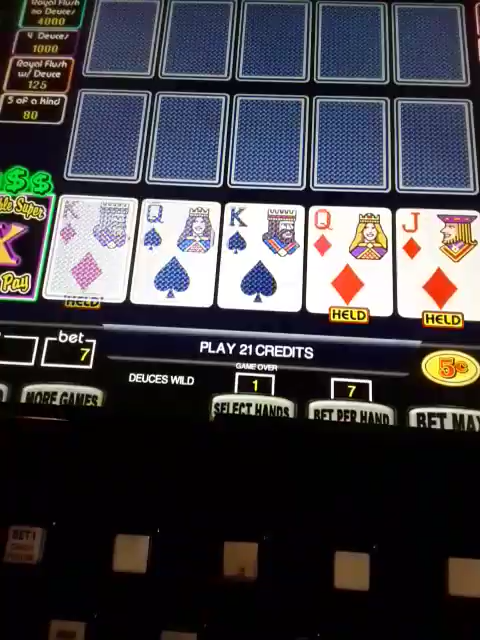 Royal Flush
no Deuces
4000
4 Deuces
1000
Royal Flush
w/ Deuce
125
5 of a Kind
80
$$
Super
Pay
K
Q
K
Q
J
HELD
HELD
HELD
bet
7
PLAY 21 CREDITS
GAME OVER
DEUCES WILD
1
7
5¢
MORE GAMES
SELECT HANDS
BET PER HAND
BET MAX
BET 1